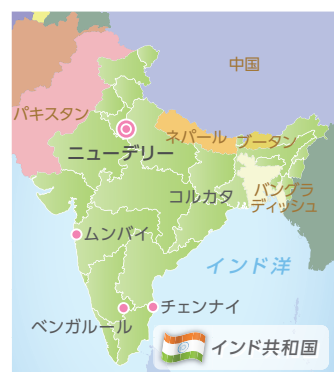 中国
パキスタン
ネパール
ブータン
ニューデリー
コルカタ
バングラ
ディッシュ
ムンバイ
インド洋
チェンナイ
ベンガルール
インド共和国